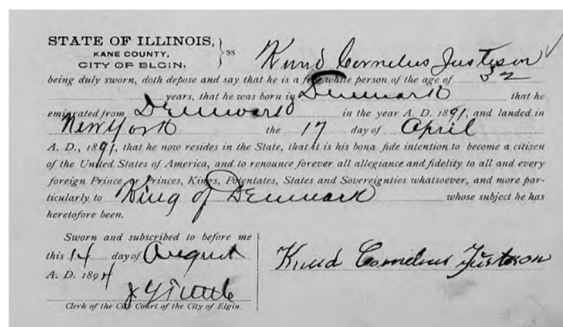 STATE OF ILLINOIS,
KANE COUNTY,
CITY OF ELGIN,
} ss
Knud Cornelius Justeson
being duly sworn, doth depose and say that he is a free white person of the age of 32
years, that he was born in Denmark that he
emigrated from Denmark in the year A. D. 1891, and landed in
New York the 17 day of April
A. D., 1891, that he now resides in the State, that it is his bona fide intention to become a citizen
of the United States of America, and to renounce forever all allegiance and fidelity to all and every
foreign Prince or Princes, Kings, Potentates, States and Sovereignties whatsoever, and more par-
ticularly to King of Denmark whose subject he has
heretofore been.
Sworn and subscribed to before me
this 14 day of August
A. D. 1894
Knud Cornelius Justeson
Clerk of the City Court of the City of Elgin.